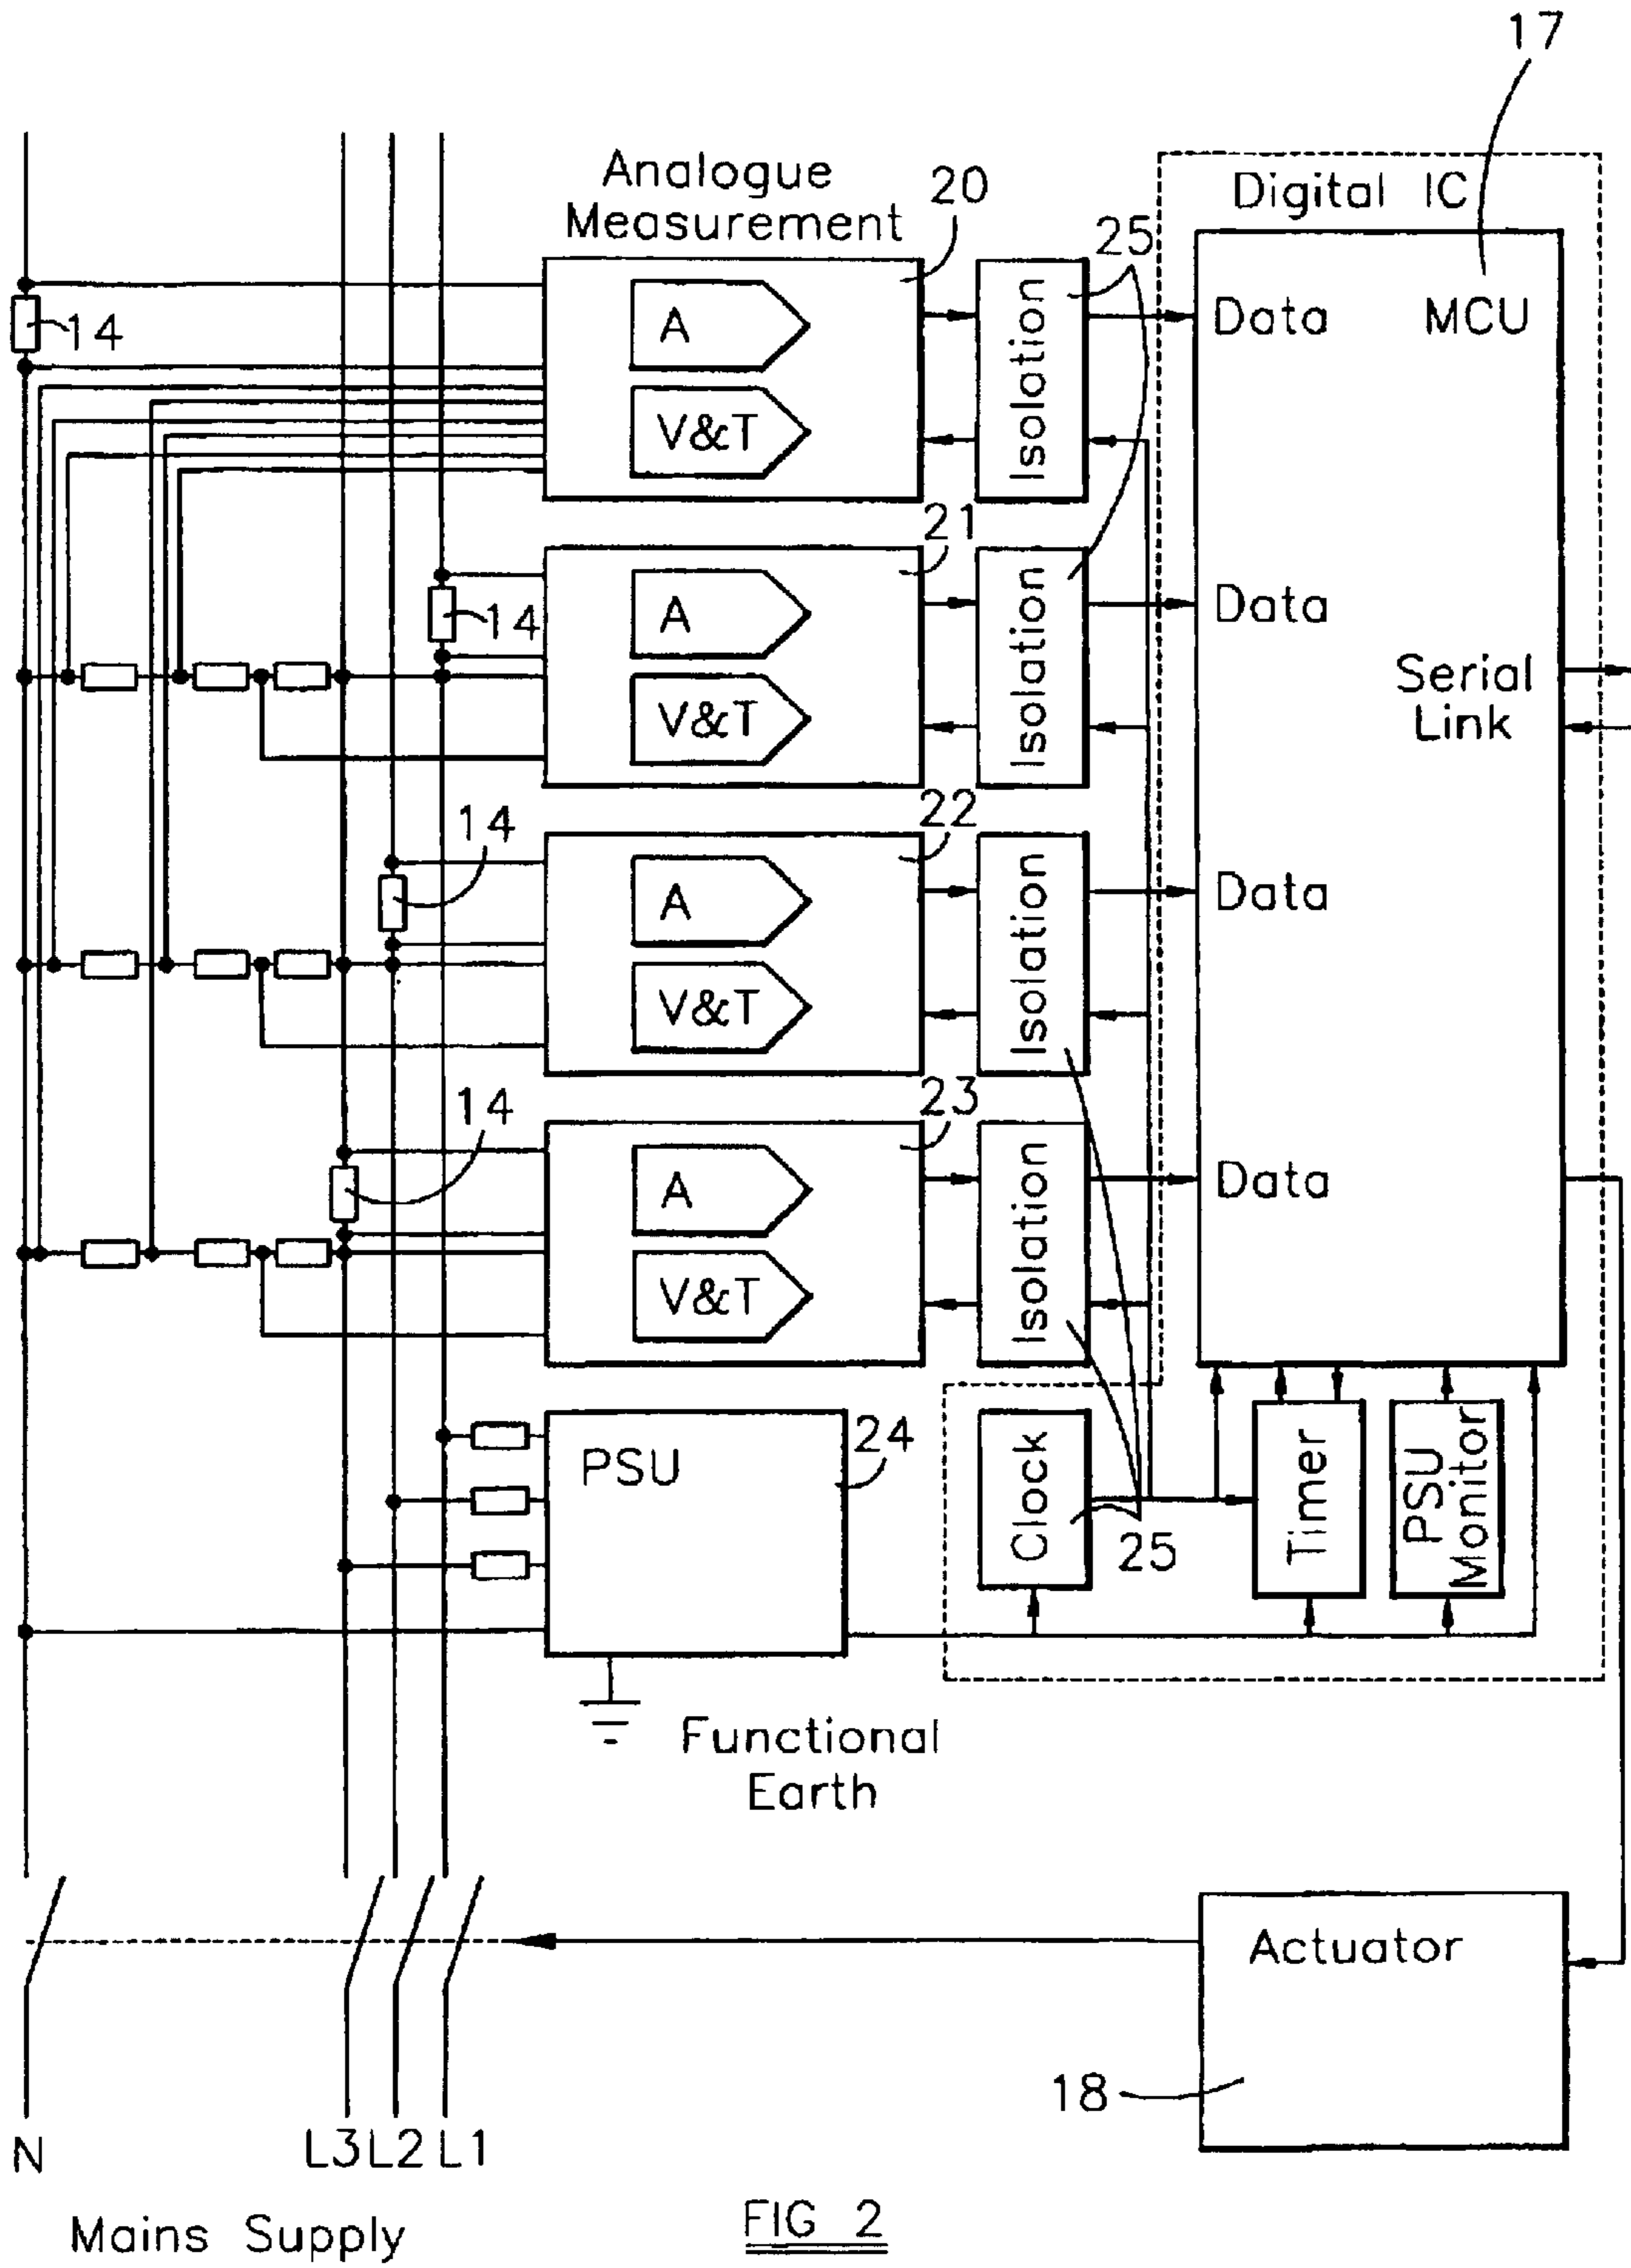 17
Analogue
Measurement
20
25
Digital IC
14
A
V&T
Isolation
Data
MCU
21
14
A
V&T
Isolation
Data
Serial
Link
22
14
A
V&T
Isolation
Data
23
14
A
V&T
Isolation
Data
PSU
24
Clock
25
Timer
PSU
Monitor
Functional
Earth
Actuator
18
N
L3 L2 L1
Mains Supply
FIG 2